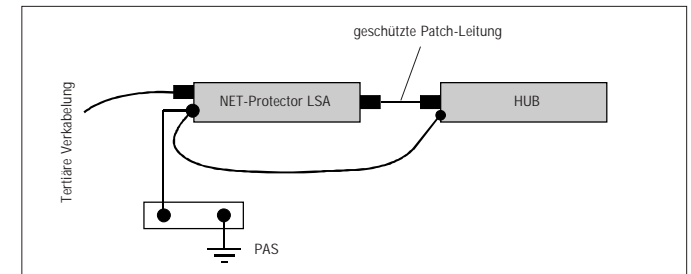 geschützte Patch-Leitung
Tertiäre Verkabelung
NET-Protector LSA
HUB
PAS